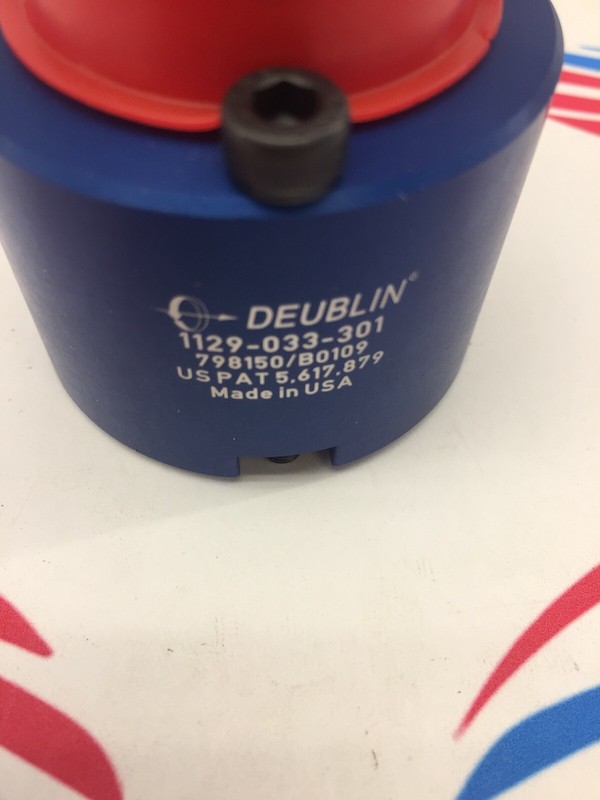 DEUBLIN®
1129-033-301
798150/B0109
US PAT 5,617,879
Made in USA